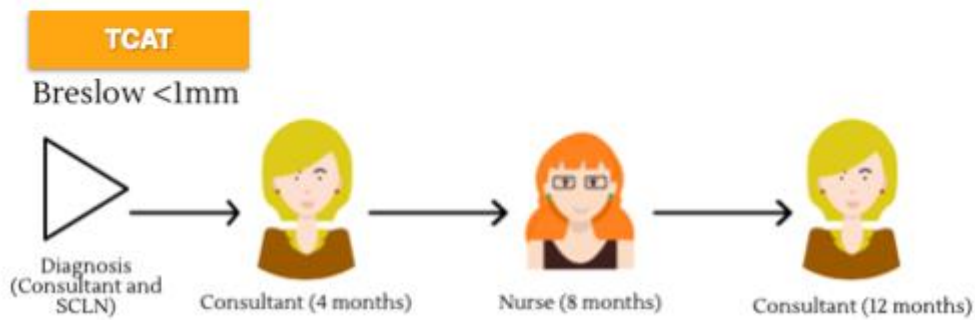 TCAT
Breslow <1mm
Diagnosis
(Consultant and
SCLN)
Consultant (4 months)
Nurse (8 months)
Consultant (12 months)